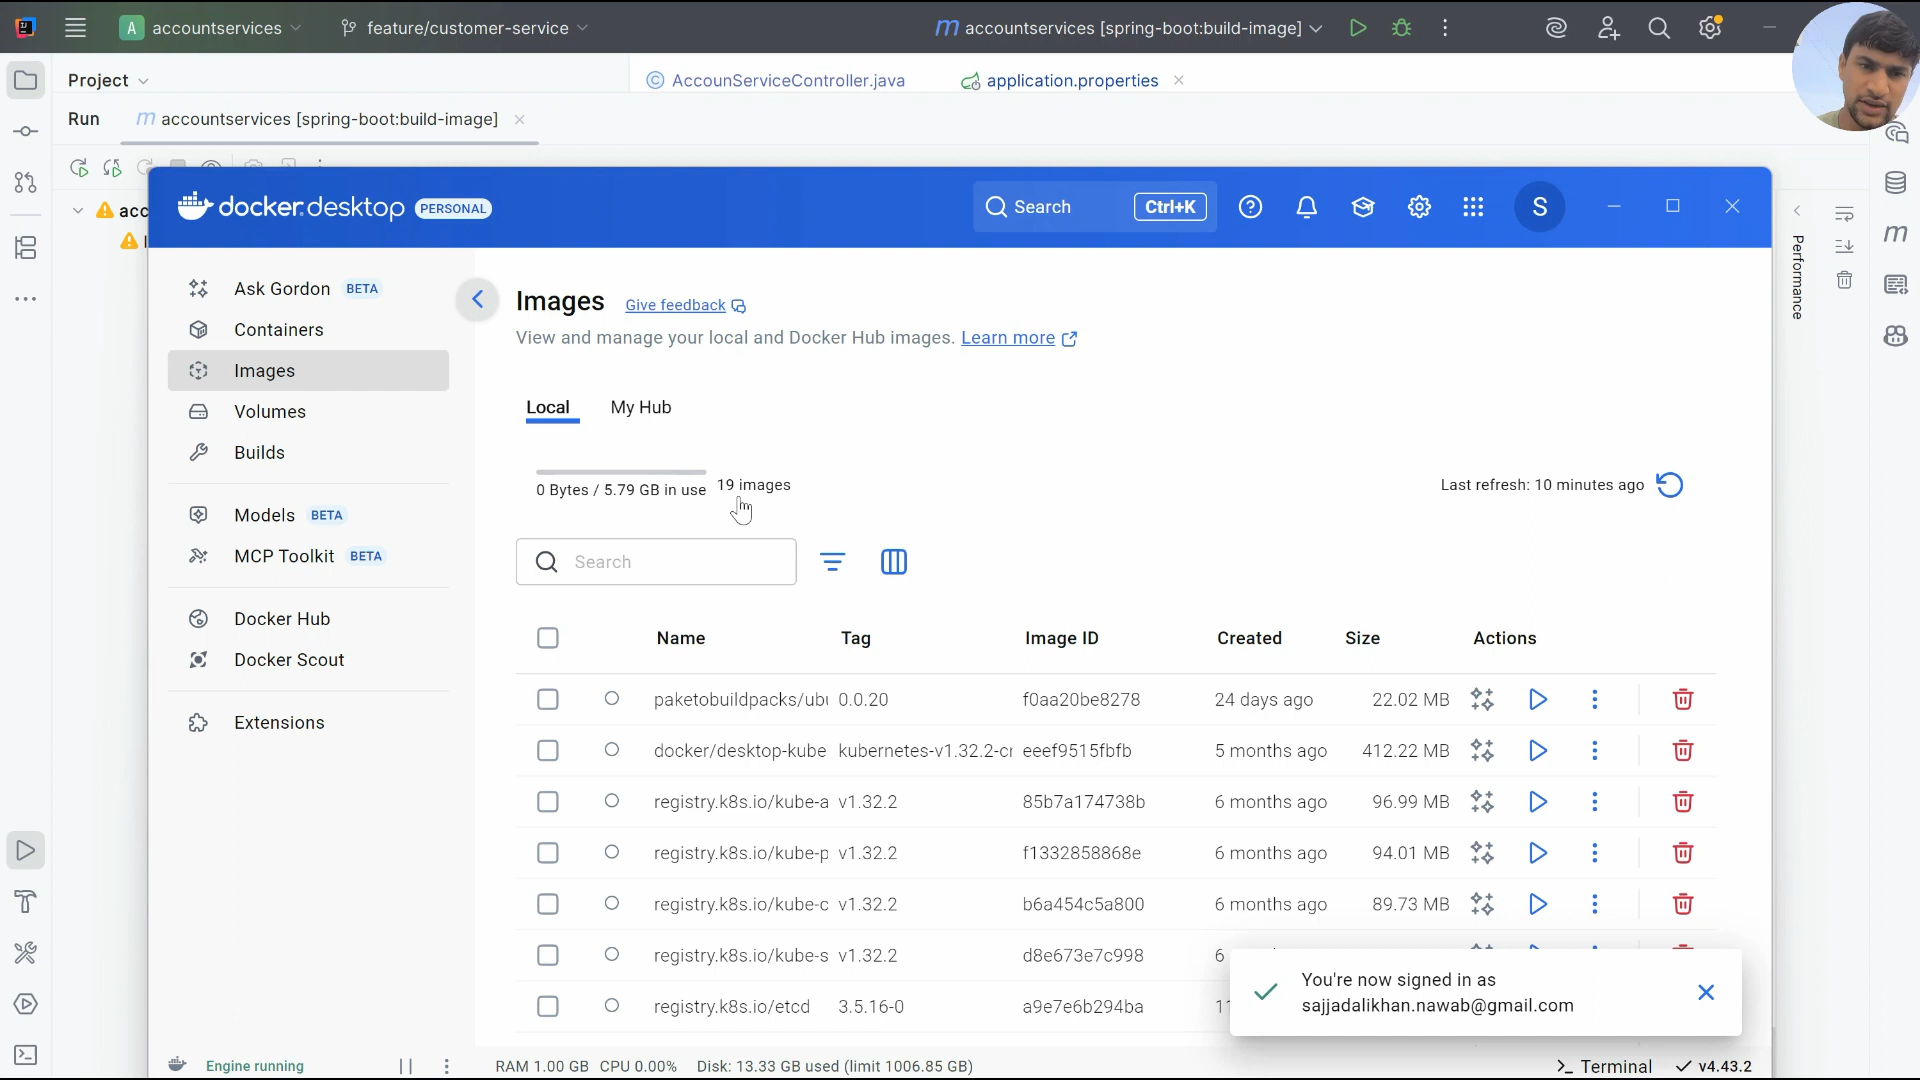 A accountservices
feature/customer-service
m accountservices [spring-boot:build-image]
Project
AccounServiceController.java
application.properties
Run
m accountservices [spring-boot:build-image]
acc
docker.desktop PERSONAL
Search Ctrl+K
S
Performance
m
Ask Gordon BETA
Containers
Images
Volumes
Builds
Models BETA
MCP Toolkit BETA
Docker Hub
Docker Scout
Extensions
Images Give feedback
View and manage your local and Docker Hub images. Learn more
Local My Hub
0 Bytes / 5.79 GB in use 19 images
Last refresh: 10 minutes ago
Search
Name Tag Image ID Created Size Actions
paketobuildpacks/ubu 0.0.20 f0aa20be8278 24 days ago 22.02 MB
docker/desktop-kube kubernetes-v1.32.2-cr eeef9515fbfb 5 months ago 412.22 MB
registry.k8s.io/kube-a v1.32.2 85b7a174738b 6 months ago 96.99 MB
registry.k8s.io/kube-p v1.32.2 f1332858868e 6 months ago 94.01 MB
registry.k8s.io/kube-c v1.32.2 b6a454c5a800 6 months ago 89.73 MB
registry.k8s.io/kube-s v1.32.2 d8e673e7c998 6
registry.k8s.io/etcd 3.5.16-0 a9e7e6b294ba 11
You're now signed in as
sajjadalikhan.nawab@gmail.com
Engine running
RAM 1.00 GB CPU 0.00% Disk: 13.33 GB used (limit 1006.85 GB)
Terminal
v4.43.2